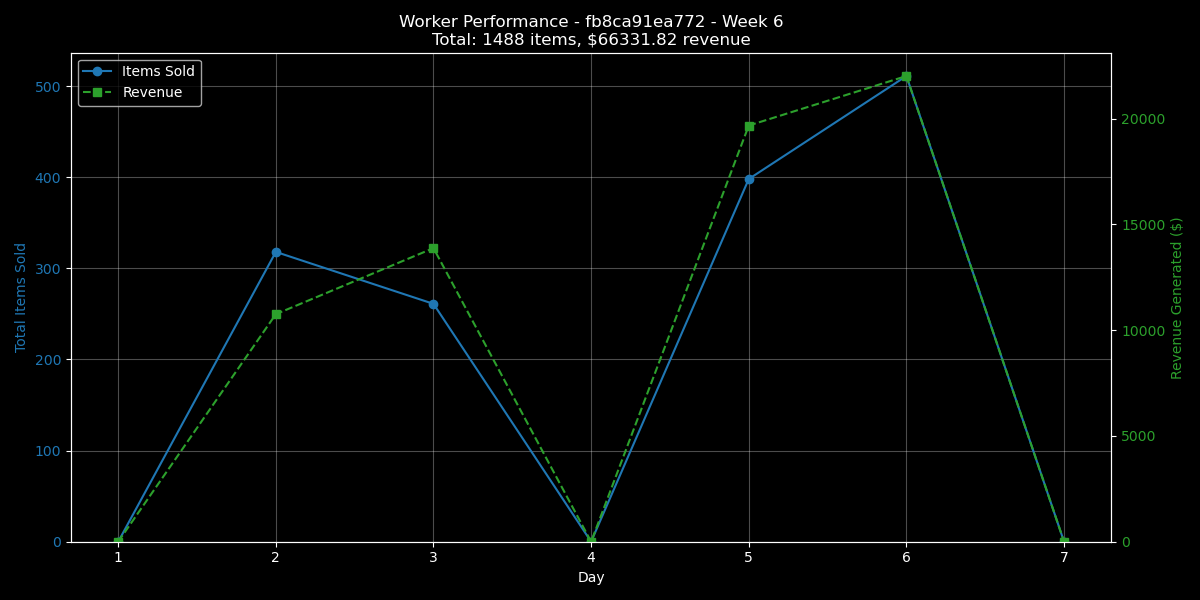 Worker Performance - fb8ca91ea772 - Week 6
Total: 1488 items, $66331.82 revenue
Items Sold
Revenue
500
400
300
200
100
0
Total Items Sold
20000
15000
10000
5000
0
Revenue Generated ($)
1 2 3 4 5 6 7
Day